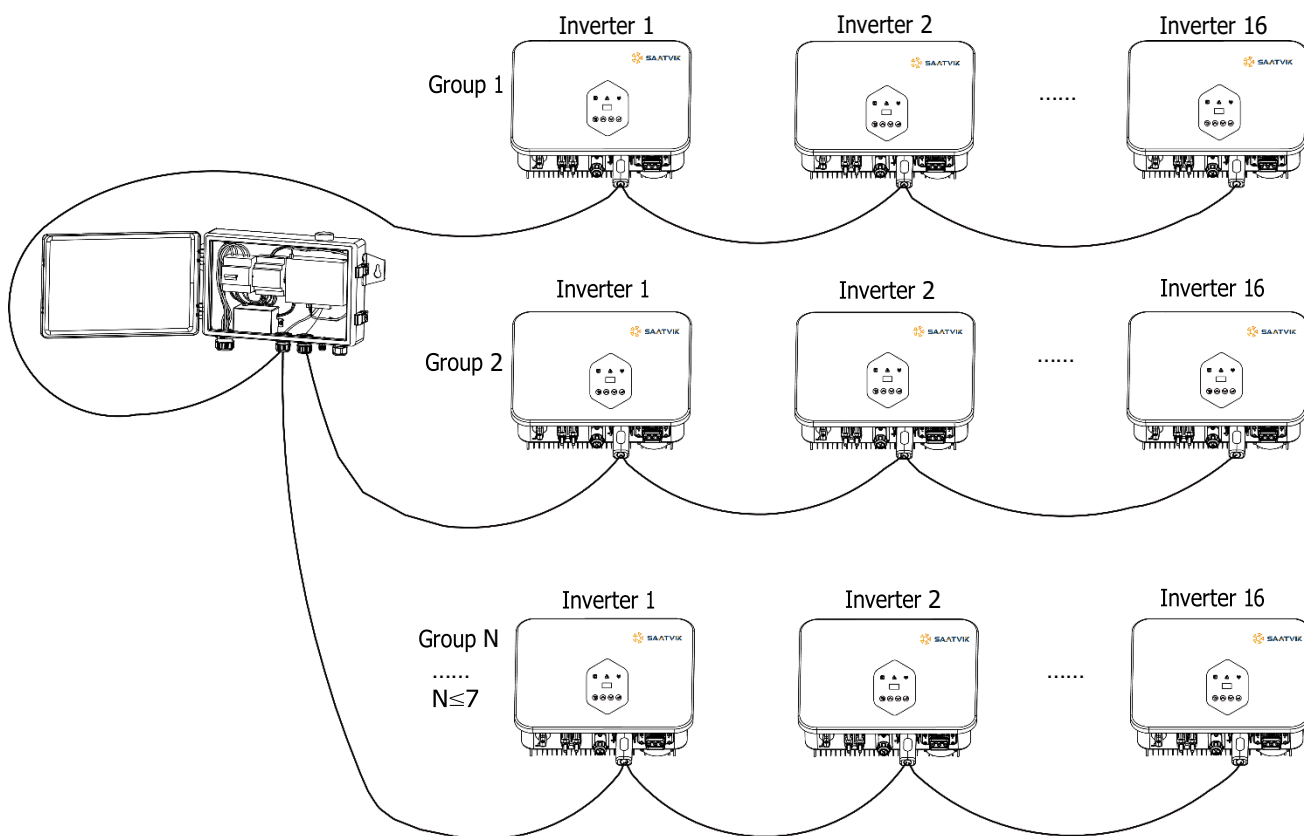 Inverter 1
Inverter 2
Inverter 16
SAATVIK
SAATVIK
SAATVIK
Group 1
......
Inverter 1
Inverter 2
Inverter 16
SAATVIK
SAATVIK
SAATVIK
Group 2
......
Inverter 1
Inverter 2
Inverter 16
Group N
SAATVIK
SAATVIK
SAATVIK
......
......
N≤7